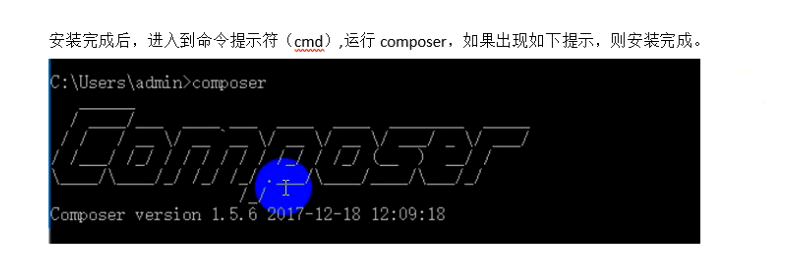 安装完成后，进入到命令提示符（cmd）,运行 composer，如果出现如下提示，则安装完成。
C:\Users\admin>composer
Composer
Composer version 1.5.6 2017-12-18 12:09:18